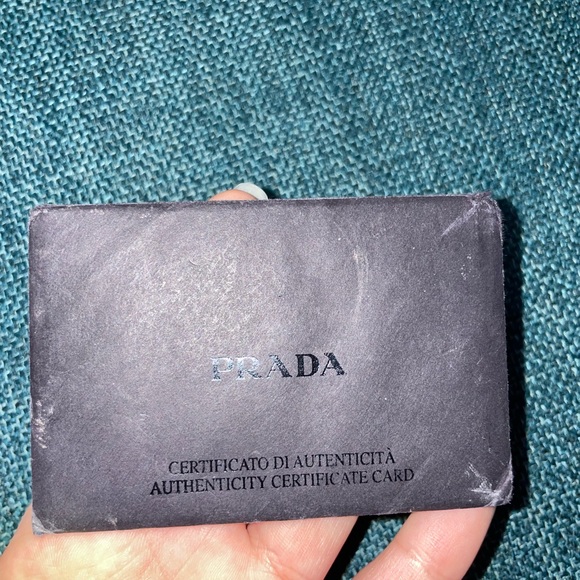 PRADA
CERTIFICATO DI AUTENTICITÀ
AUTHENTICITY CERTIFICATE CARD